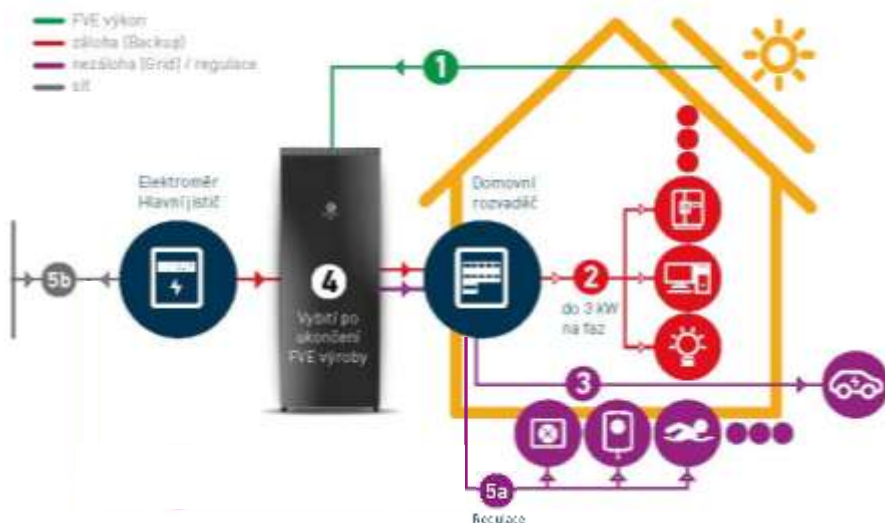 FVE výkon
záloha (Backup)
nezáloha (Grid) / regulace
síť
1
Elektroměr
Hlavní jistič
Domovní
rozvaděč
5b
4
Vybití po
ukončení
FVE výroby
2
do 3 kW
na fáz
3
5a
Regulace